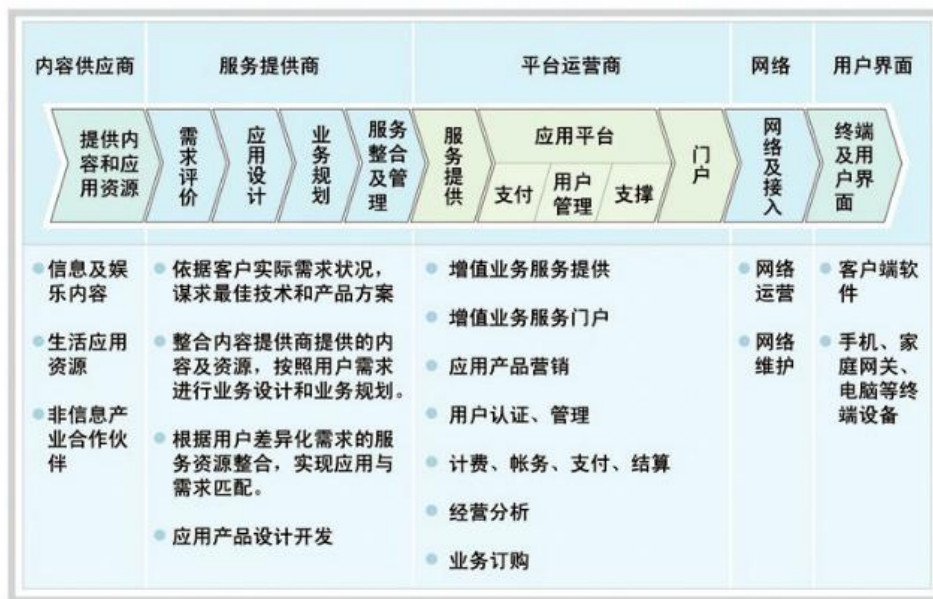 内容供应商
服务提供商
平台运营商
网络
用户界面
提供内
容和应
用资源
需求评价
应用设计
业务规划
服务
整合
及管
理
服务提供
应用平台
支付
用户
管理
支撑
门户
网络及接入
终端
及用
户界
面
信息及娱
乐内容
生活应用
资源
非信息产
业合作伙
伴
依据客户实际需求状况，
谋求最佳技术和产品方案
整合内容提供商提供的内
容及资源，按照用户需求
进行业务设计和业务规划。
根据用户差异化需求的服
务资源整合，实现应用与
需求匹配。
应用产品设计开发
增值业务服务提供
增值业务服务门户
应用产品营销
用户认证、管理
计费、帐务、支付、结算
经营分析
业务订购
网络
运营
网络
维护
客户端软
件
手机、家
庭网关、
电脑等终
端设备